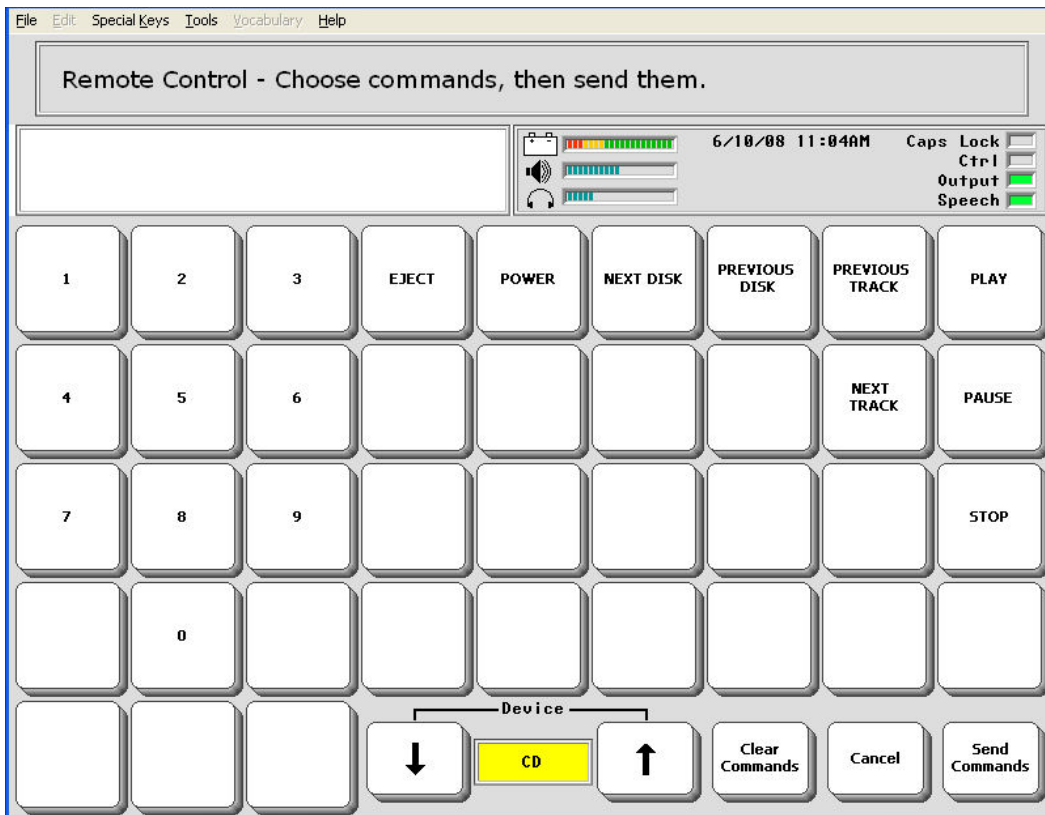 File Edit Special Keys Tools Vocabulary Help
Remote Control - Choose commands, then send them.
6/10/08 11:04AM
Caps Lock
Ctrl
Output
Speech
1
2
3
EJECT
POWER
NEXT DISK
PREVIOUS
DISK
PREVIOUS
TRACK
PLAY
4
5
6
NEXT
TRACK
PAUSE
7
8
9
STOP
0
Device
CD
Clear
Commands
Cancel
Send
Commands